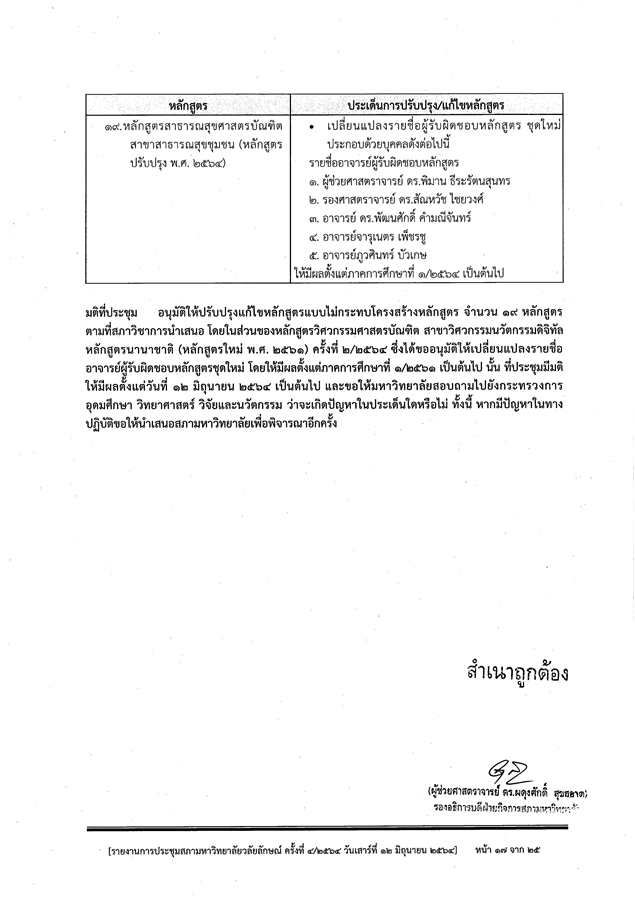 หลักสูตร
ประเด็นการปรับปรุง/แก้ไขหลักสูตร
๑๙.หลักสูตรสาธารณสุขศาสตรบัณฑิต
สาขาสาธารณสุขชุมชน (หลักสูตร
ปรับปรุง พ.ศ. ๒๕๖๔)
• เปลี่ยนแปลงรายชื่อผู้รับผิดชอบหลักสูตร ชุดใหม่
ประกอบด้วยบุคคลดังต่อไปนี้
รายชื่ออาจารย์ผู้รับผิดชอบหลักสูตร
๑. ผู้ช่วยศาสตราจารย์ ดร.พิมาน ธีระรัตนสุนทร
๒. รองศาสตราจารย์ ดร.สัณหวัช ไชยวงศ์
๓. อาจารย์ ดร.พัฒนศักดิ์ คำมณีจันทร์
๔. อาจารย์จารุเนตร เพ็ชรชู
๕. อาจารย์ภูวศินทร์ บัวเกษ
ให้มีผลตั้งแต่ภาคการศึกษาที่ ๑/๒๕๖๔ เป็นต้นไป
มติที่ประชุม อนุมัติให้ปรับปรุงแก้ไขหลักสูตรแบบไม่กระทบโครงสร้างหลักสูตร จำนวน ๑๙ หลักสูตร
ตามที่สภาวิชาการนำเสนอ โดยในส่วนของหลักสูตรวิศวกรรมศาสตรบัณฑิต สาขาวิศวกรรมนวัตกรรมดิจิทัล
หลักสูตรนานาชาติ (หลักสูตรใหม่ พ.ศ. ๒๕๖๑) ครั้งที่ ๒/๒๕๖๔ ซึ่งได้ขออนุมัติให้เปลี่ยนแปลงรายชื่อ
อาจารย์ผู้รับผิดชอบหลักสูตรชุดใหม่ โดยให้มีผลตั้งแต่ภาคการศึกษาที่ ๑/๒๕๖๑ เป็นต้นไป นั้น ที่ประชุมมีมติ
ให้มีผลตั้งแต่วันที่ ๑๒ มิถุนายน ๒๕๖๔ เป็นต้นไป และขอให้มหาวิทยาลัยสอบถามไปยังกระทรวงการ
อุดมศึกษา วิทยาศาสตร์ วิจัยและนวัตกรรม ว่าจะเกิดปัญหาในประเด็นใดหรือไม่ ทั้งนี้ หากมีปัญหาในทาง
ปฏิบัติขอให้นำเสนอสภามหาวิทยาลัยเพื่อพิจารณาอีกครั้ง
สำเนาถูกต้อง
(ผู้ช่วยศาสตราจารย์ ดร.ผดุงศักดิ์ สุขสอาด)
รองอธิการบดีฝ่ายกิจการสภามหาวิทยาลัย
[รายงานการประชุมสภามหาวิทยาลัยวลัยลักษณ์ ครั้งที่ ๔/๒๕๖๔ วันเสาร์ที่ ๑๒ มิถุนายน ๒๕๖๔] หน้า ๑๗ จาก ๒๕